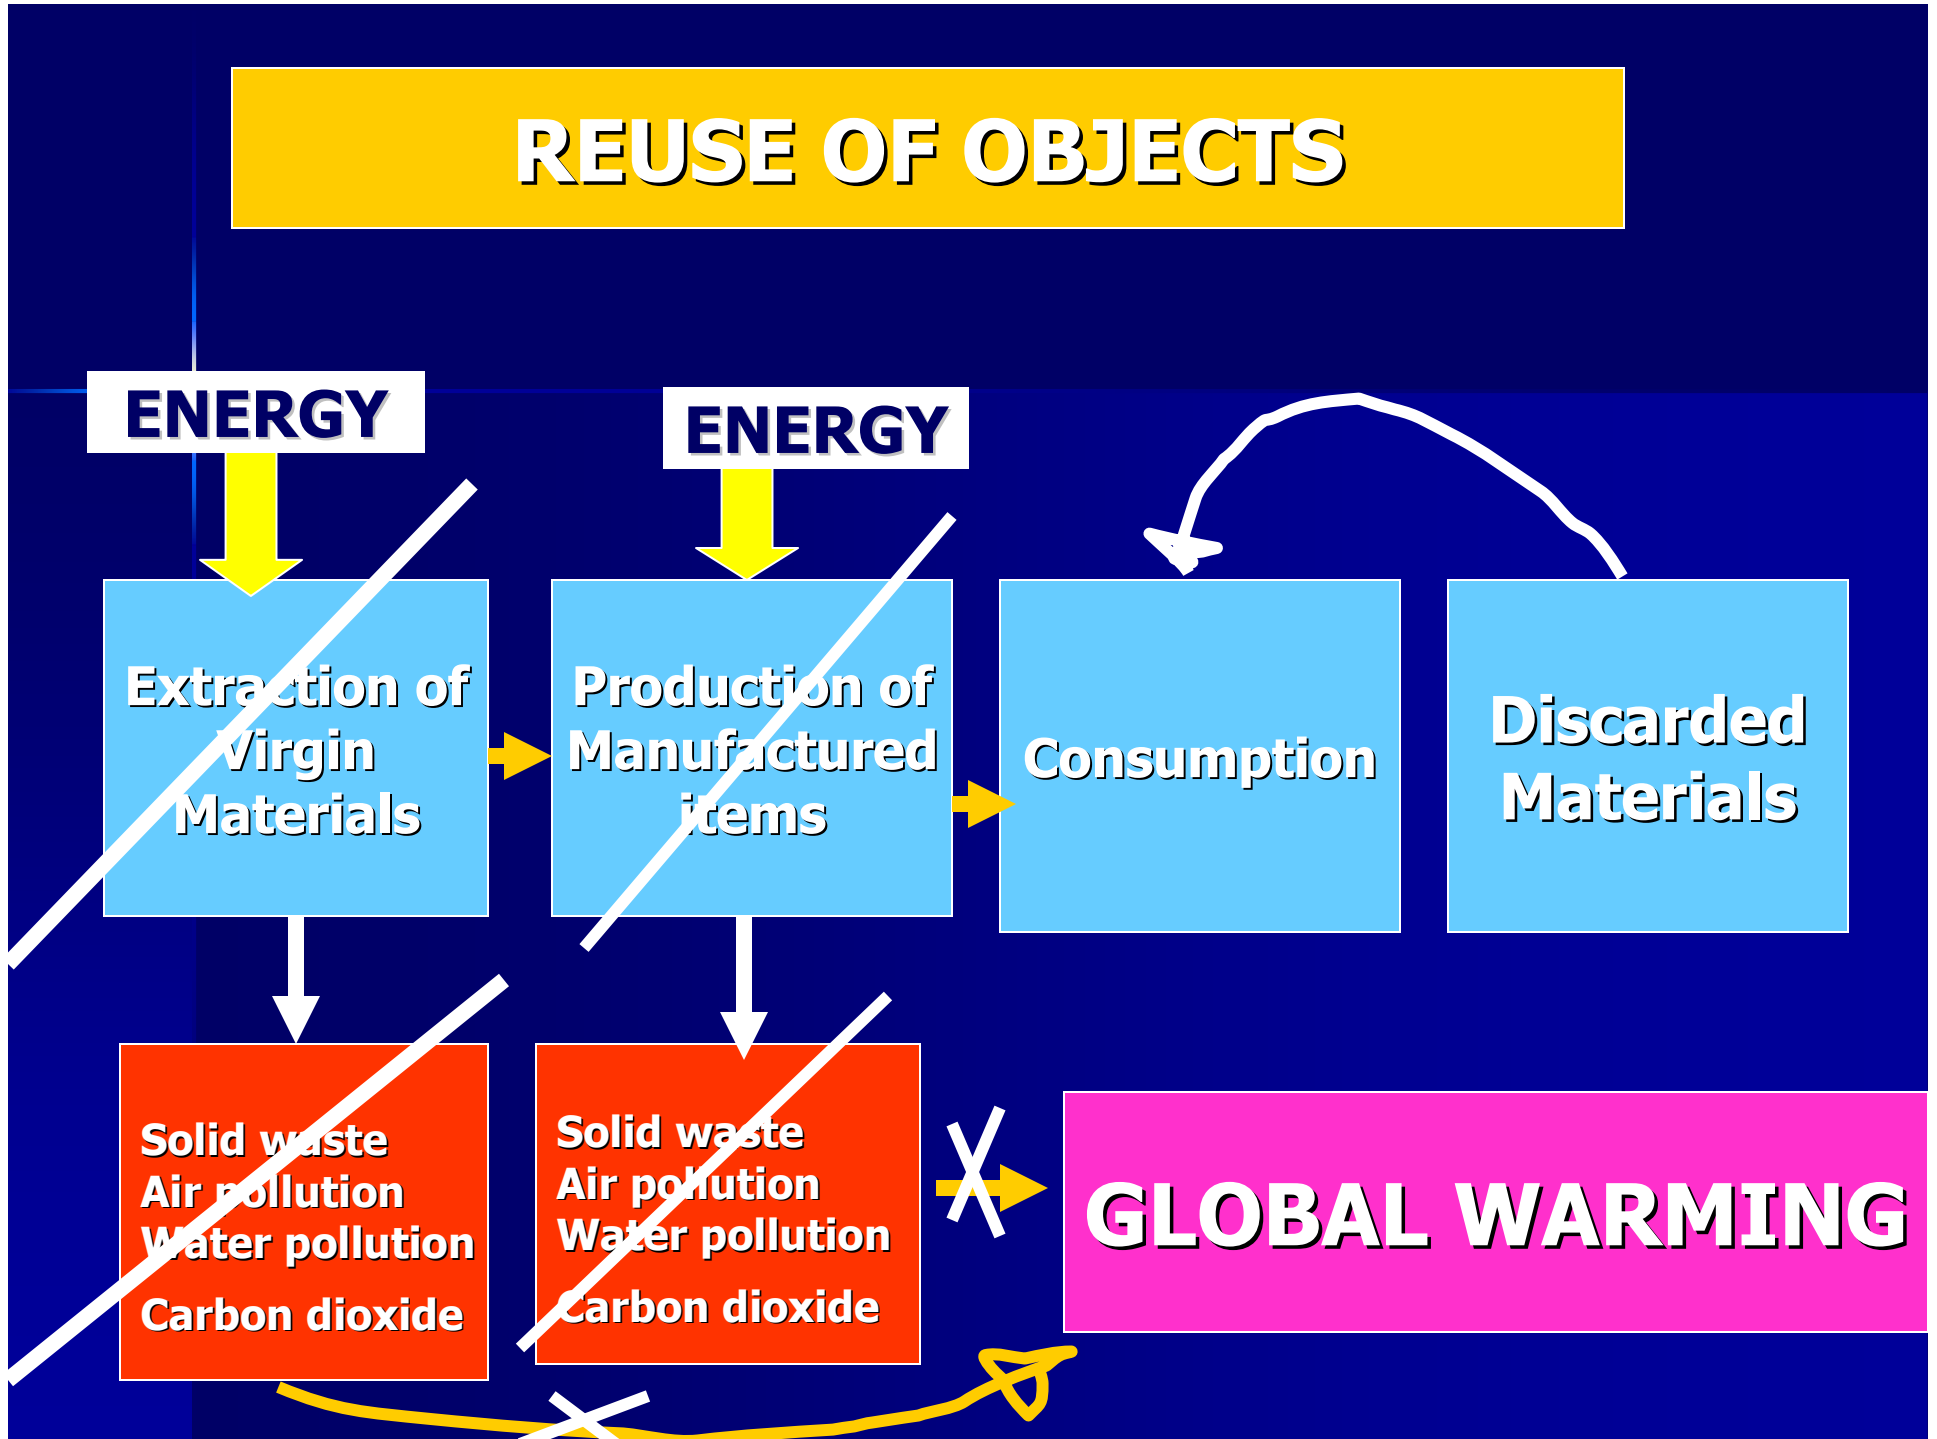 REUSE OF OBJECTS
ENERGY
ENERGY
Extraction of
Virgin
Materials
Production of
Manufactured
items
Consumption
Discarded
Materials
Solid waste
Air pollution
Water pollution
Carbon dioxide
Solid waste
Air pollution
Water pollution
Carbon dioxide
GLOBAL WARMING